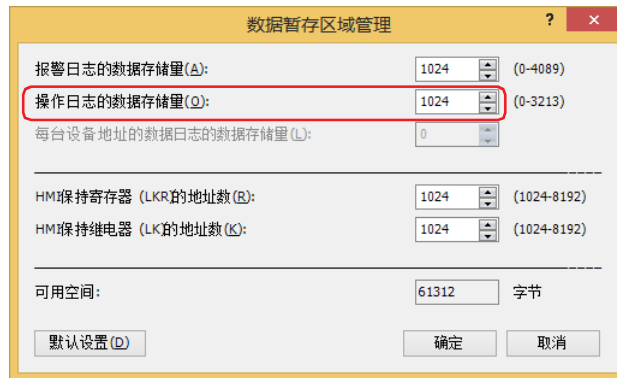 数据暂存区域管理 ? ×
报警日志的数据存储量(A): 1024 (0-4089)
操作日志的数据存储量(O): 1024 (0-3213)
每台设备地址的数据日志的数据存储量(L): 0
HMI保持寄存器 (LKR)的地址数(R): 1024 (1024-8192)
HMI保持继电器 (LK)的地址数(K): 1024 (1024-8192)
可用空间: 61312 字节
默认设置(D) 确定 取消